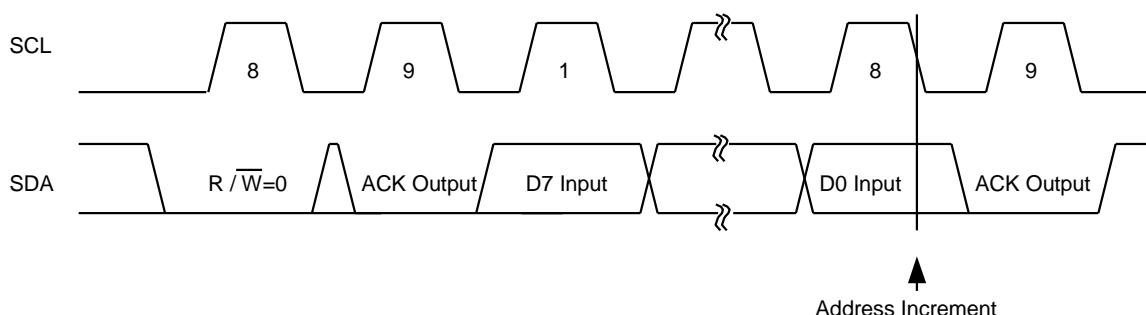 SCL
8 9 1 8 9
SDA
R / W̅=0 ACK Output D7 Input D0 Input ACK Output
Address Increment